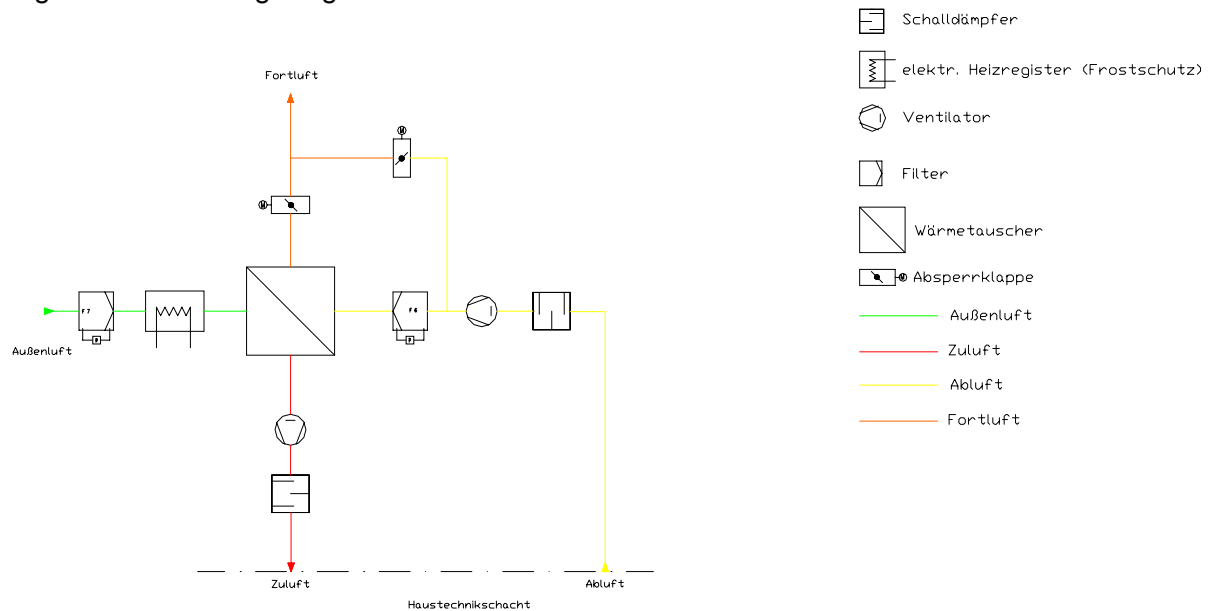 Schalldämpfer
elektr. Heizregister (Frostschutz)
Fortluft
M
Ventilator
Filter
M
Wärmetauscher
M Absperrklappe
F7
F6
Außenluft
P
P
Außenluft
Zuluft
Abluft
Fortluft
Zuluft
Abluft
Haustechnikschacht